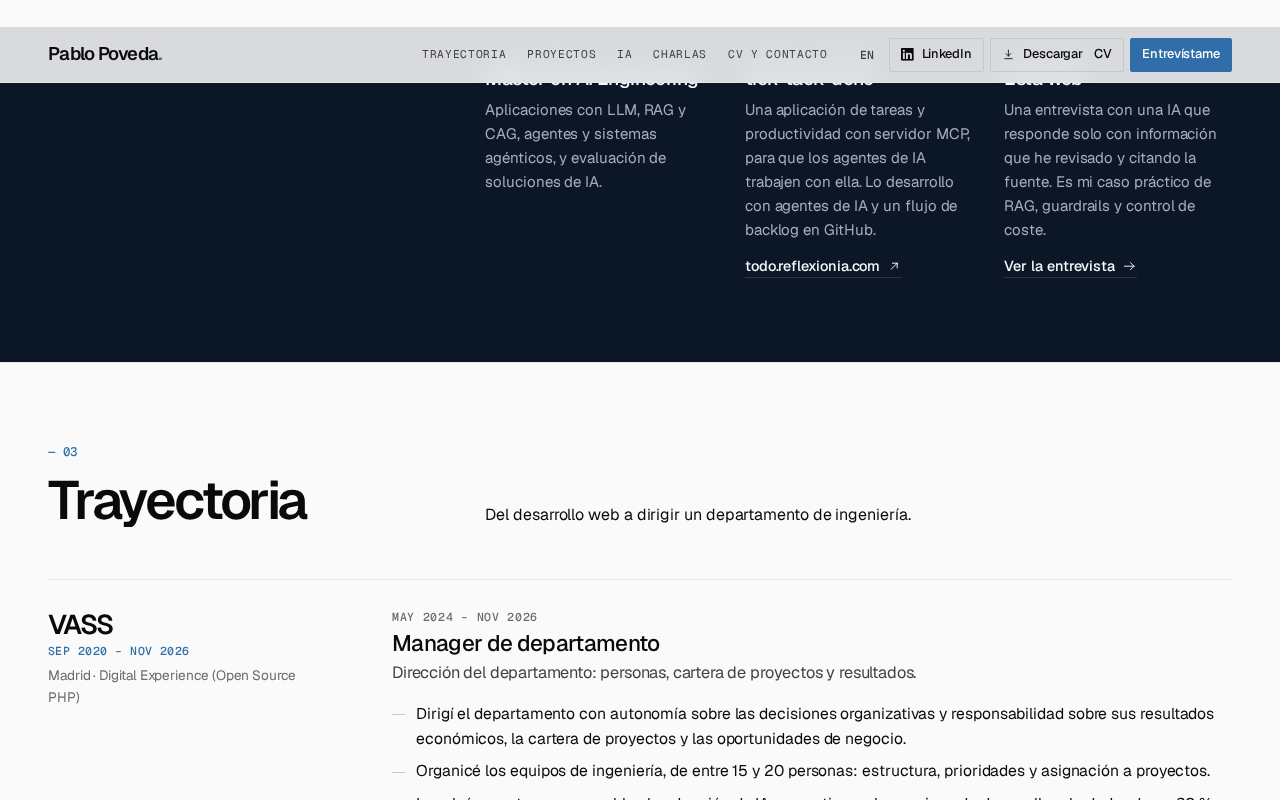 Pablo Poveda.
TRAYECTORIA PROYECTOS IA CHARLAS CV Y CONTACTO EN LinkedIn Descargar CV Entrevístame
Aplicaciones con LLM, RAG y
CAG, agentes y sistemas
agénticos, y evaluación de
soluciones de IA.
Una aplicación de tareas y
productividad con servidor MCP,
para que los agentes de IA
trabajen con ella. Lo desarrollo
con agentes de IA y un flujo de
backlog en GitHub.
todo.reflexionia.com
Una entrevista con una IA que
responde solo con información
que he revisado y citando la
fuente. Es mi caso práctico de
RAG, guardrails y control de
coste.
Ver la entrevista
— 03
Trayectoria
Del desarrollo web a dirigir un departamento de ingeniería.
VASS
SEP 2020 – NOV 2026
Madrid · Digital Experience (Open Source
PHP)
MAY 2024 – NOV 2026
Manager de departamento
Dirección del departamento: personas, cartera de proyectos y resultados.
— Dirigí el departamento con autonomía sobre las decisiones organizativas y responsabilidad sobre sus resultados
económicos, la cartera de proyectos y las oportunidades de negocio.
— Organicé los equipos de ingeniería, de entre 15 y 20 personas: estructura, prioridades y asignación a proyectos.